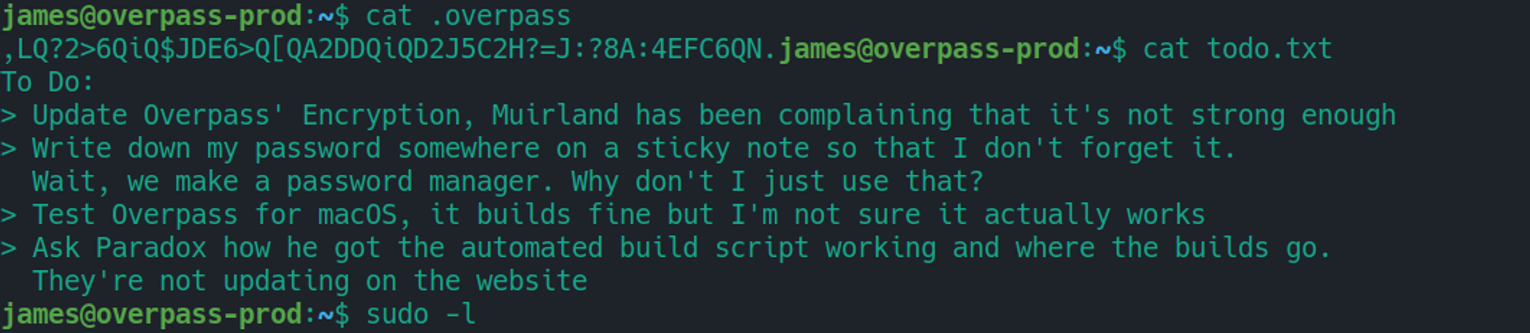 james@overpass-prod:~$ cat .overpass
,LQ?2>6QiQ$JDE6>Q[QA2DDQiQD2J5C2H?=J:?8A:4EFC6QN.james@overpass-prod:~$ cat todo.txt
To Do:
> Update Overpass' Encryption, Muirland has been complaining that it's not strong enough
> Write down my password somewhere on a sticky note so that I don't forget it.
  Wait, we make a password manager. Why don't I just use that?
> Test Overpass for macOS, it builds fine but I'm not sure it actually works
> Ask Paradox how he got the automated build script working and where the builds go.
  They're not updating on the website
james@overpass-prod:~$ sudo -l